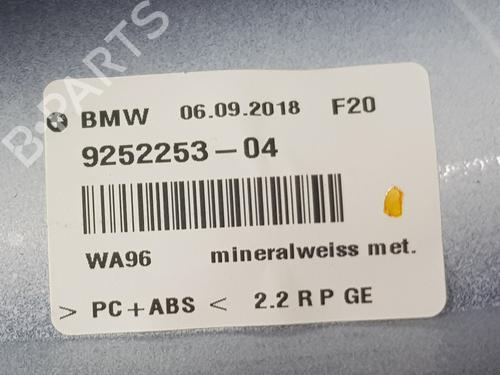 B-PARTS
BMW 06.09.2018 F20
9252253-04
WA96 mineralweiss met.
> PC+ABS < 2.2 R P GE